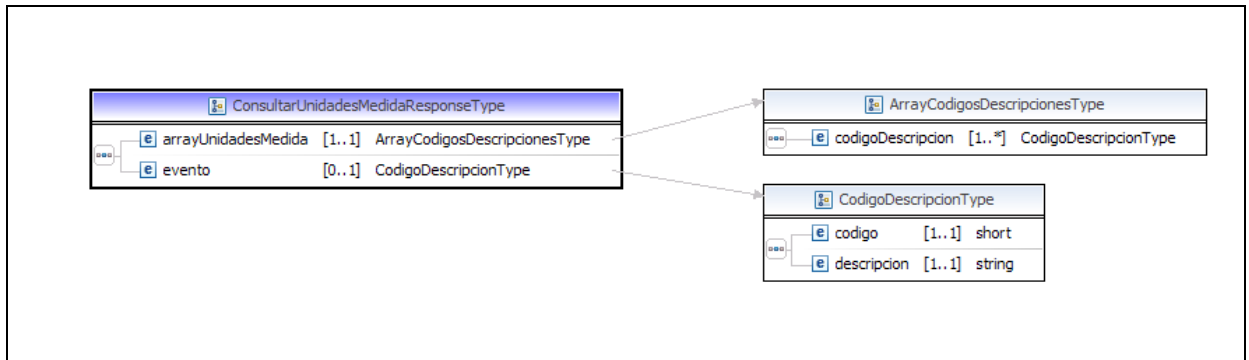 ConsultarUnidadesMedidaResponseType
e arrayUnidadesMedida [1..1] ArrayCodigosDescripcionesType
e evento [0..1] CodigoDescripcionType
ArrayCodigosDescripcionesType
e codigoDescripcion [1..*] CodigoDescripcionType
CodigoDescripcionType
e codigo [1..1] short
e descripcion [1..1] string